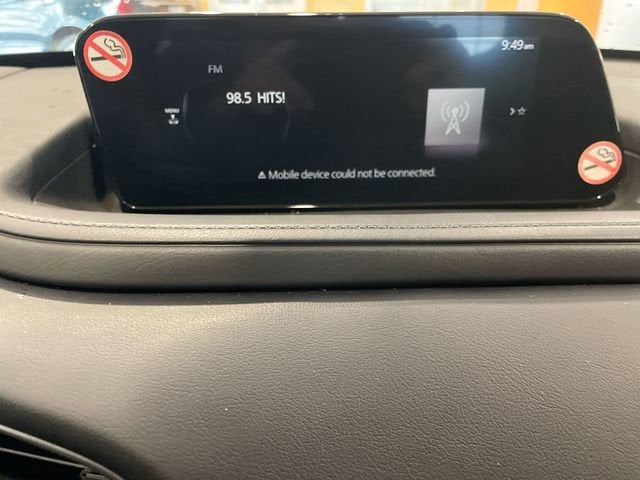 9:49am
FM
98.5 HITS!
MENU
Mobile device could not be connected.